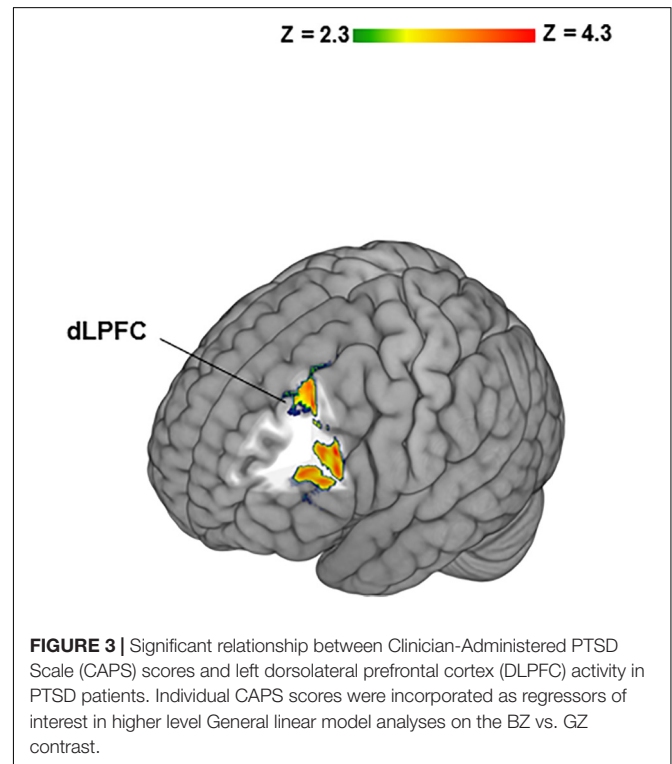 Z = 2.3 Z = 4.3
dLPFC
FIGURE 3 | Significant relationship between Clinician-Administered PTSD
Scale (CAPS) scores and left dorsolateral prefrontal cortex (DLPFC) activity in
PTSD patients. Individual CAPS scores were incorporated as regressors of
interest in higher level General linear model analyses on the BZ vs. GZ
contrast.